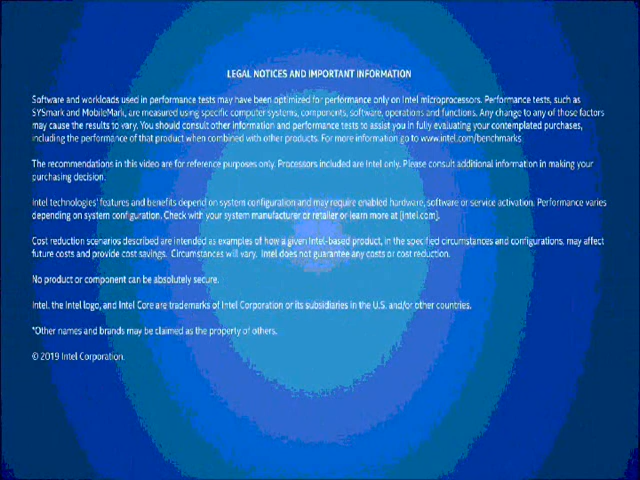 LEGAL NOTICES AND IMPORTANT INFORMATION
Software and workloads used in performance tests may have been optimized for performance only on Intel microprocessors. Performance tests, such as
SYSmark and MobileMark, are measured using specific computer systems, components, software, operations and functions. Any change to any of those factors
may cause the results to vary. You should consult other information and performance tests to assist you in fully evaluating your contemplated purchases,
including the performance of that product when combined with other products. For more information go to www.intel.com/benchmarks.
The recommendations in this video are for reference purposes only. Processors included are Intel only. Please consult additional information in making your
purchasing decision.
Intel technologies' features and benefits depend on system configuration and may require enabled hardware, software or service activation. Performance varies
depending on system configuration. Check with your system manufacturer or retailer or learn more at [intel.com].
Cost reduction scenarios described are intended as examples of how a given Intel-based product, in the specified circumstances and configurations, may affect
future costs and provide cost savings. Circumstances will vary. Intel does not guarantee any costs or cost reduction.
No product or component can be absolutely secure.
Intel, the Intel logo, and Intel Core are trademarks of Intel Corporation or its subsidiaries in the U.S. and/or other countries.
*Other names and brands may be claimed as the property of others.
© 2019 Intel Corporation.